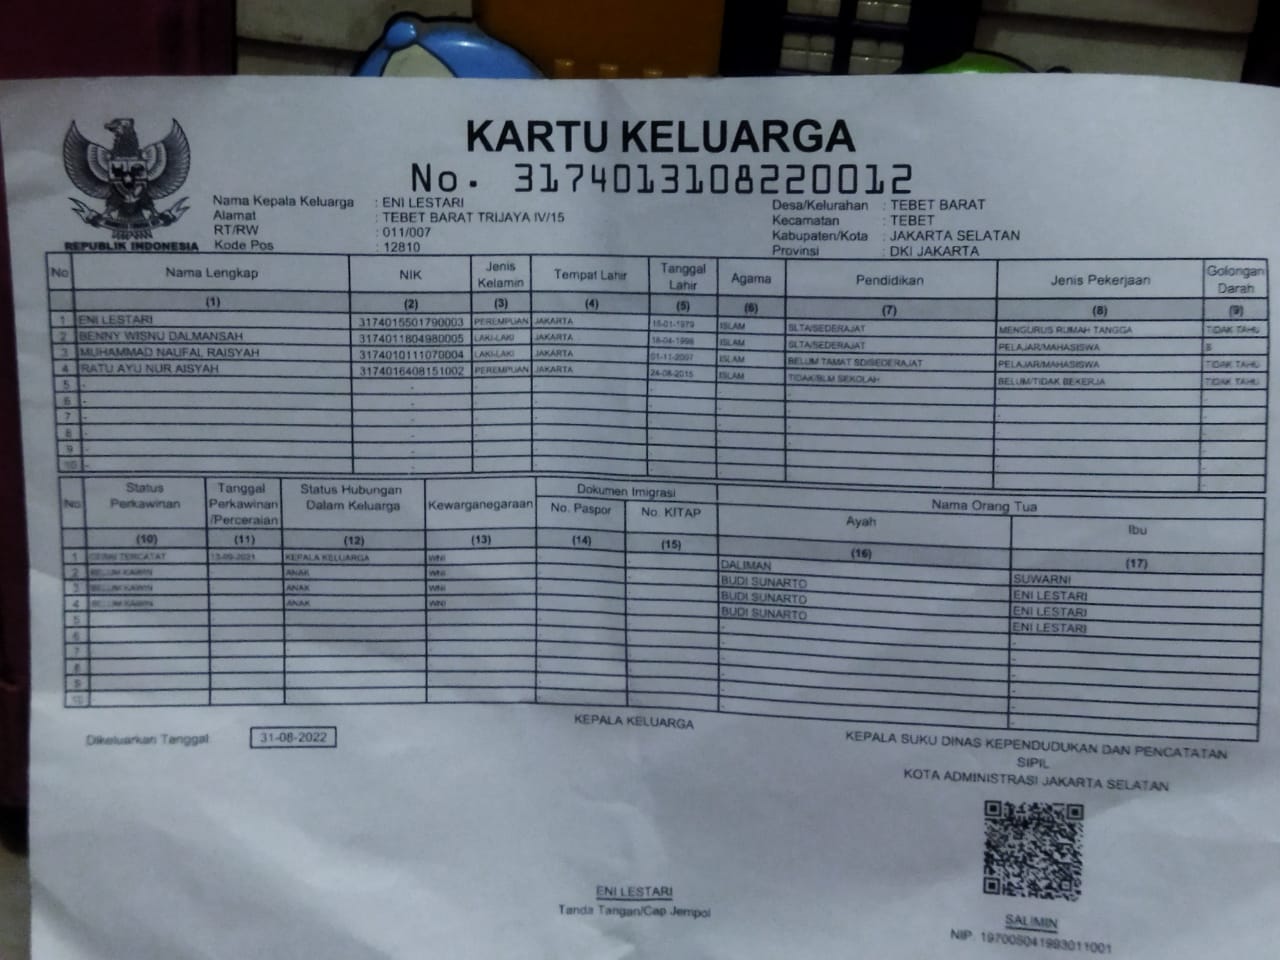 KARTU KELUARGA
No. 3174013108220012
REPUBLIK INDONESIA
Nama Kepala Keluarga : ENI LESTARI
Alamat : TEBET BARAT TRIJAYA IV/15
RT/RW : 011/007
Kode Pos : 12810
Desa/Kelurahan : TEBET BARAT
Kecamatan : TEBET
Kabupaten/Kota : JAKARTA SELATAN
Provinsi : DKI JAKARTA
No Nama Lengkap NIK Jenis Kelamin Tempat Lahir Tanggal Lahir Agama Pendidikan Jenis Pekerjaan Golongan Darah
(1) (2) (3) (4) (5) (6) (7) (8) (9)
1 ENI LESTARI 3174015501790003 PEREMPUAN JAKARTA 15-01-1979 ISLAM SLTA/SEDERAJAT MENGURUS RUMAH TANGGA TIDAK TAHU
2 BENNY WISNU DALMANSAH 3174011804980005 LAKI-LAKI JAKARTA 18-04-1998 ISLAM SLTA/SEDERAJAT PELAJAR/MAHASISWA
3 MUHAMMAD NAUFAL RAISYAH 3174010111070004 LAKI-LAKI JAKARTA 01-11-2007 ISLAM BELUM TAMAT SD/SEDERAJAT PELAJAR/MAHASISWA TIDAK TAHU
4 RATU AYU NUR AISYAH 3174016408151002 PEREMPUAN JAKARTA 24-08-2015 ISLAM TIDAK/BLM SEKOLAH BELUM/TIDAK BEKERJA TIDAK TAHU
5 - - - - - - - - -
6 - - - - - - - - -
7 - - - - - - - - -
8 - - - - - - - - -
9 - - - - - - - - -
10 - - - - - - - - -
No Status Perkawinan Tanggal Perkawinan/Perceraian Status Hubungan Dalam Keluarga Kewarganegaraan Dokumen Imigrasi Nama Orang Tua
No. Paspor No. KITAP Ayah Ibu
(10) (11) (12) (13) (14) (15) (16) (17)
1 CERAI TERCATAT 13-09-2021 KEPALA KELUARGA WNI - - DALIMAN SUWARNI
2 BELUM KAWIN - ANAK WNI - - BUDI SUNARTO ENI LESTARI
3 BELUM KAWIN - ANAK WNI - - BUDI SUNARTO ENI LESTARI
4 BELUM KAWIN - ANAK WNI - - BUDI SUNARTO ENI LESTARI
5 - - - - - - - -
6 - - - - - - - -
7 - - - - - - - -
8 - - - - - - - -
9 - - - - - - - -
10 - - - - - - - -
Dikeluarkan Tanggal : 31-08-2022
KEPALA KELUARGA
ENI LESTARI
Tanda Tangan/Cap Jempol
KEPALA SUKU DINAS KEPENDUDUKAN DAN PENCATATAN
SIPIL
KOTA ADMINISTRASI JAKARTA SELATAN
SALIMIN
NIP. 197005041993011001